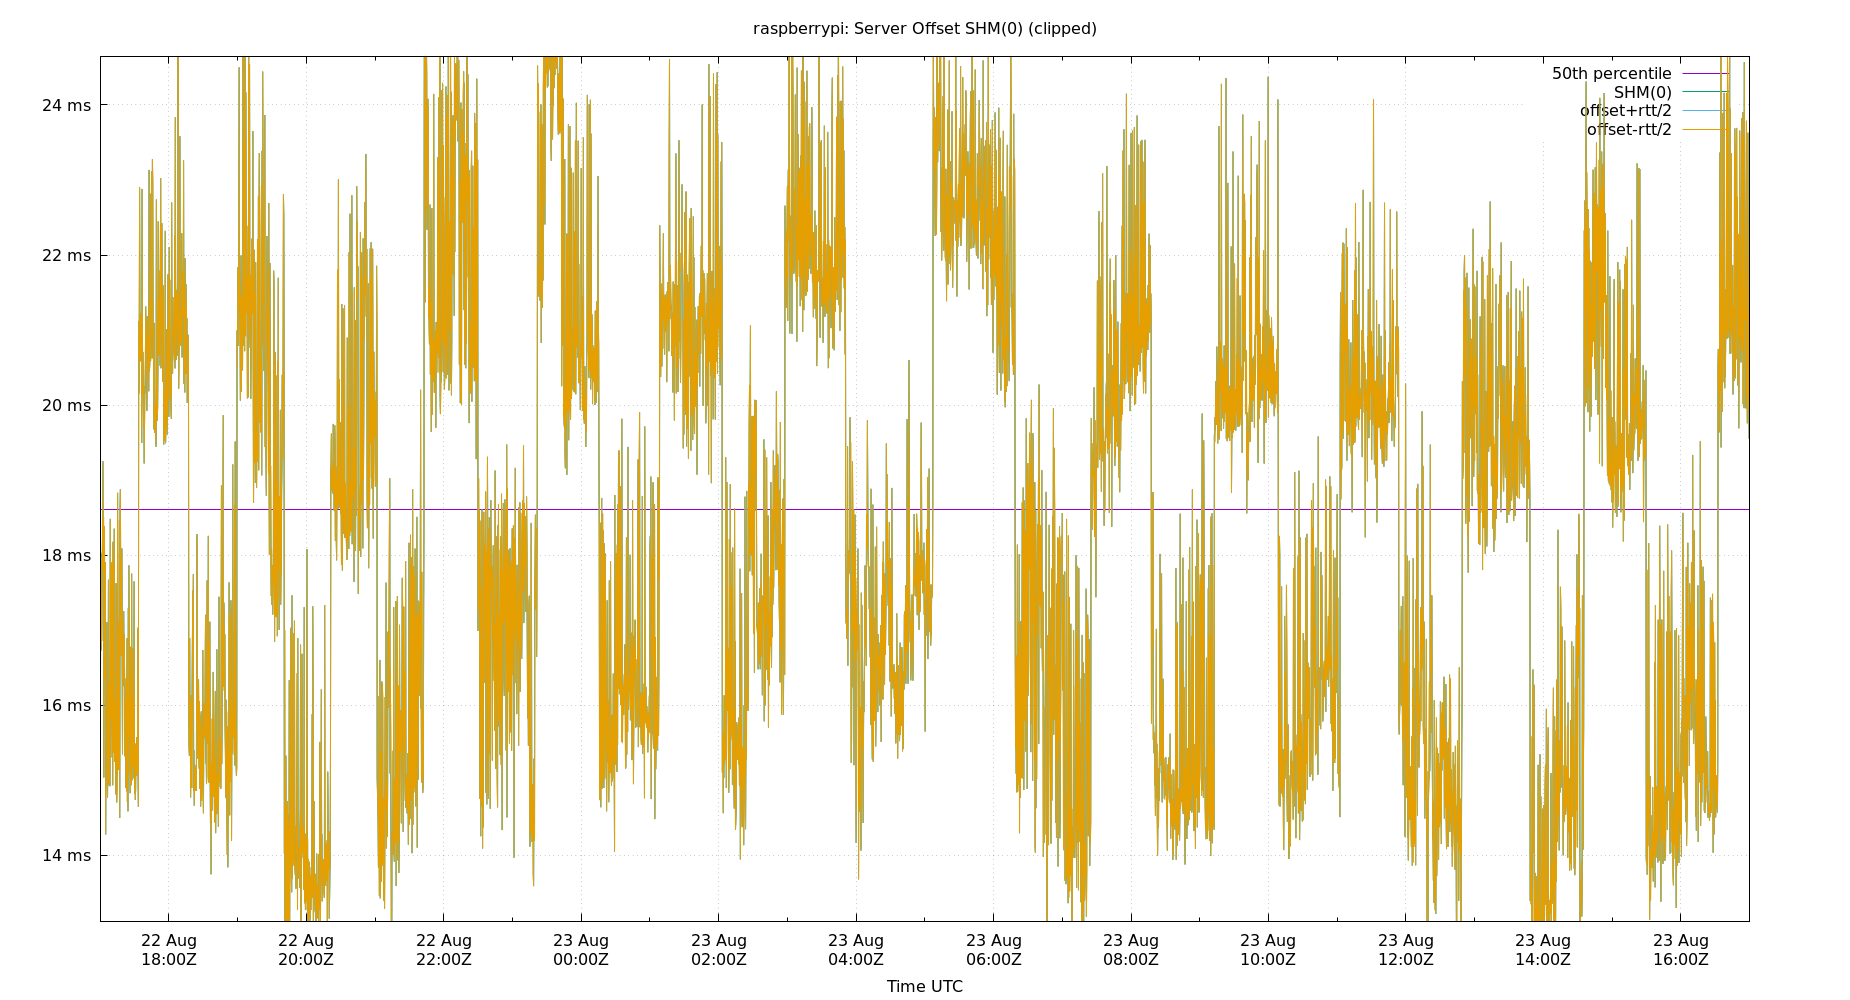 raspberrypi: Server Offset SHM(0) (clipped)
50th percentile
SHM(0)
offset+rtt/2
offset-rtt/2
24 ms
22 ms
20 ms
18 ms
16 ms
14 ms
22 Aug 22 Aug 22 Aug 23 Aug 23 Aug 23 Aug 23 Aug 23 Aug 23 Aug 23 Aug 23 Aug 23 Aug
18:00Z 20:00Z 22:00Z 00:00Z 02:00Z 04:00Z 06:00Z 08:00Z 10:00Z 12:00Z 14:00Z 16:00Z
Time UTC